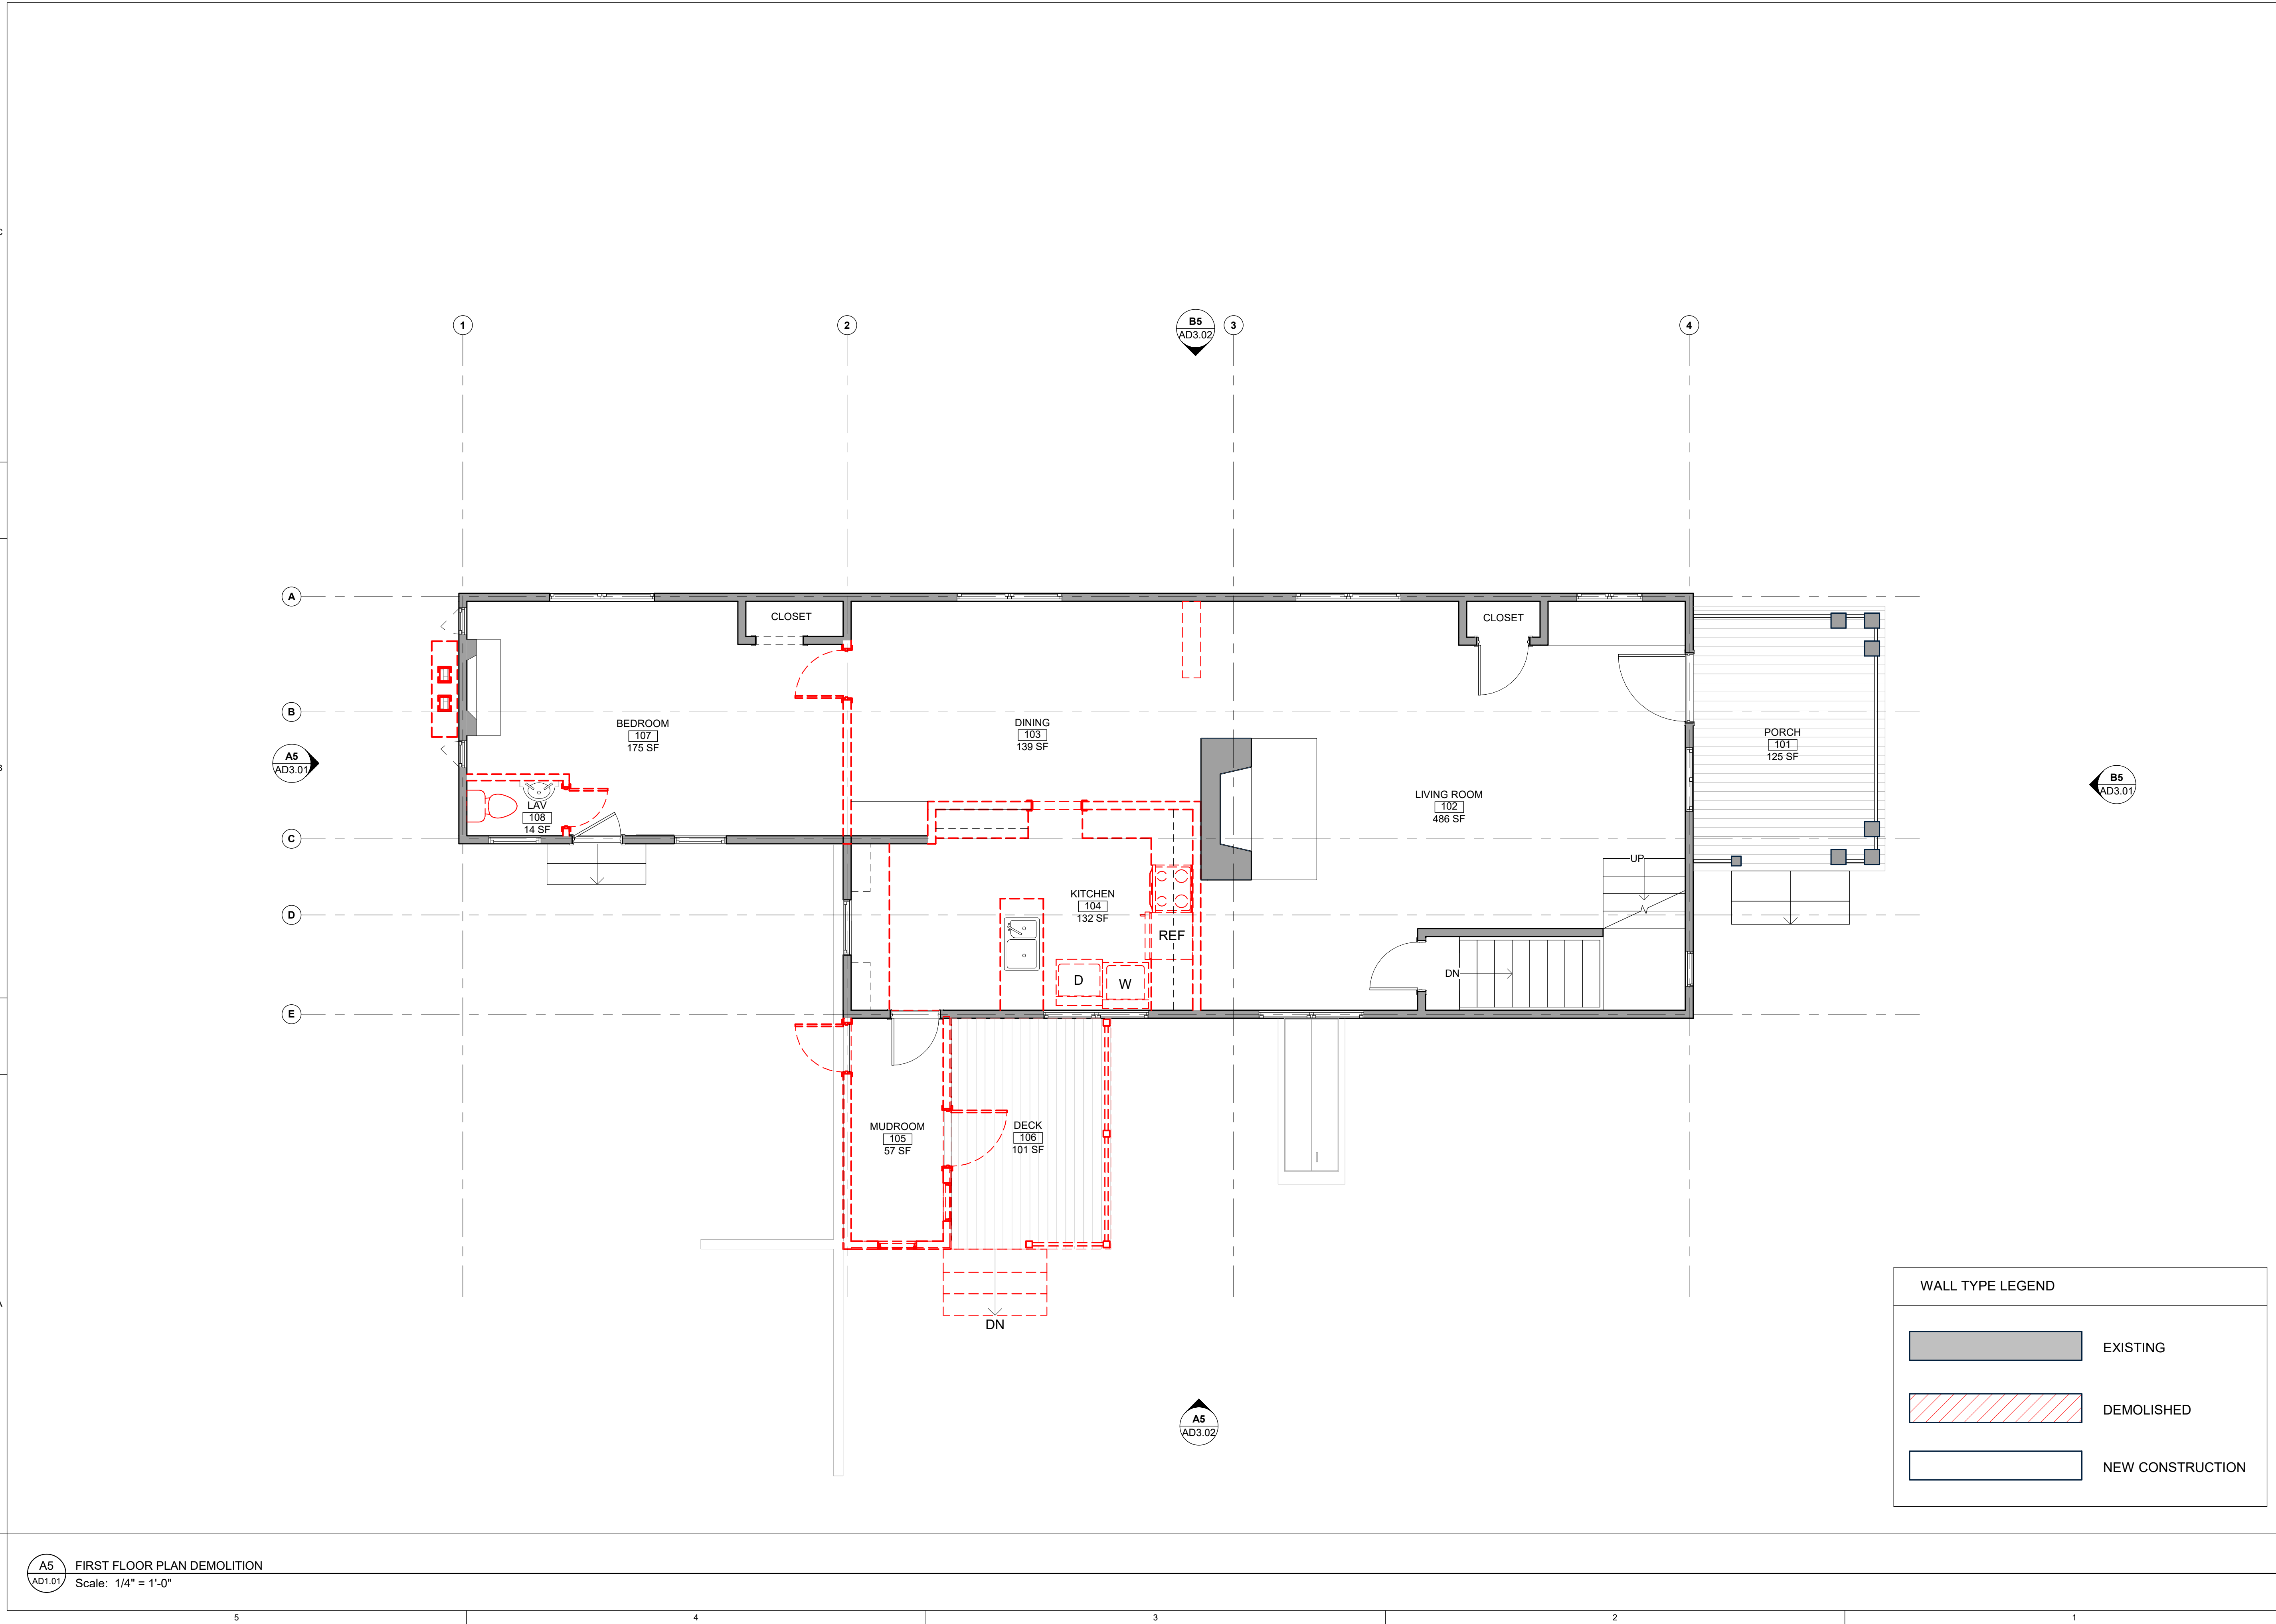 C
1
2
B5
AD3.02
3
4
A
CLOSET
CLOSET
B
BEDROOM
107
175 SF
DINING
103
139 SF
PORCH
101
125 SF
A5
AD3.01
B
B5
AD3.01
LAV
108
14 SF
LIVING ROOM
102
486 SF
C
UP
KITCHEN
104
132 SF
D
REF
D
W
DN
E
MUDROOM
105
57 SF
DECK
106
101 SF
A
DN
WALL TYPE LEGEND
EXISTING
DEMOLISHED
NEW CONSTRUCTION
A5
AD3.02
A5
AD1.01
FIRST FLOOR PLAN DEMOLITION
Scale: 1/4" = 1'-0"
5
4
3
2
1